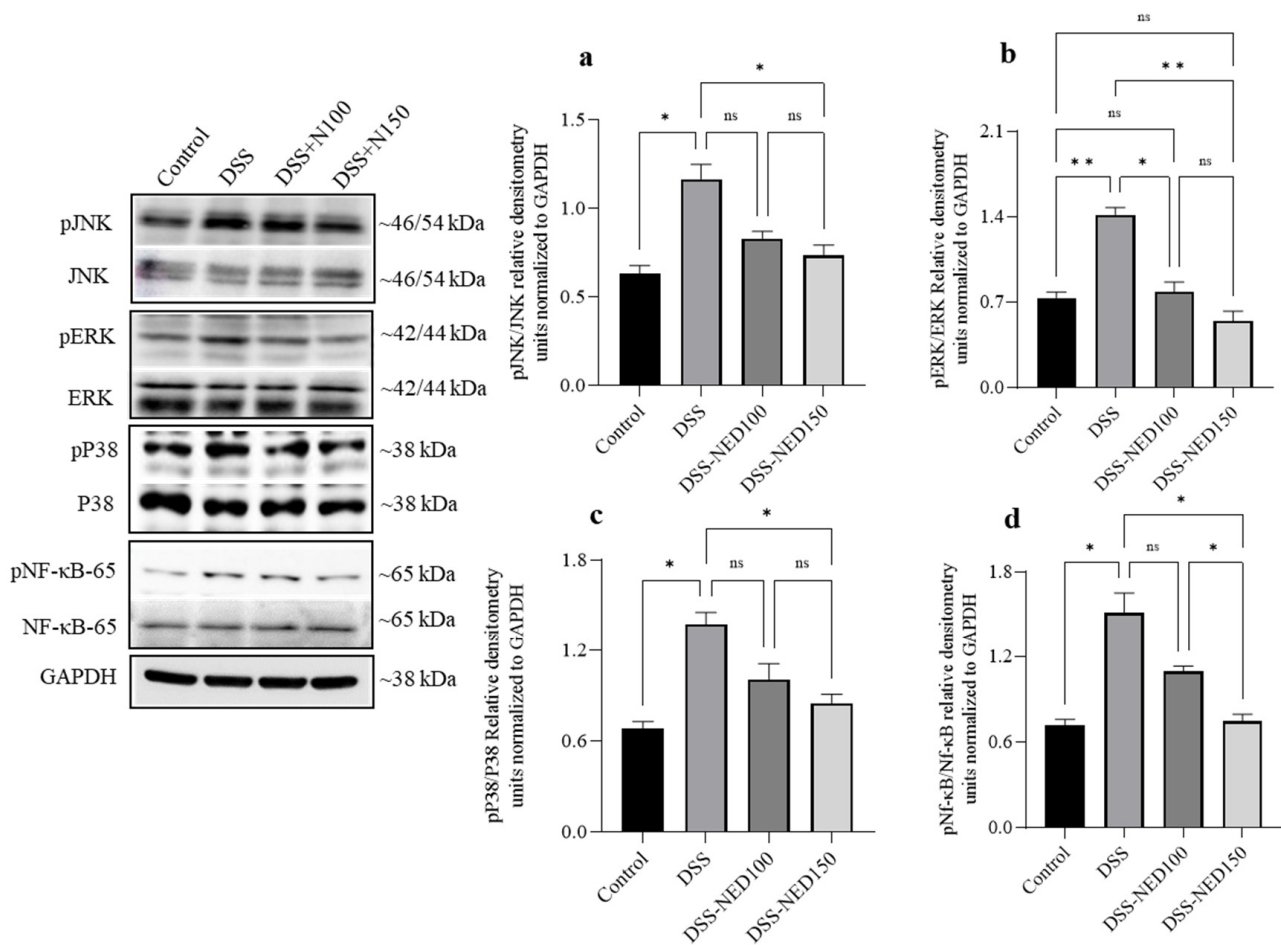 Control
DSS
DSS+N100
DSS+N150
pJNK
~46/54 kDa
JNK
~46/54 kDa
pERK
~42/44 kDa
ERK
~42/44 kDa
pP38
~38 kDa
P38
~38 kDa
pNF-κB-65
~65 kDa
NF-κB-65
~65 kDa
GAPDH
~38 kDa
a
*
*
ns
ns
pJNK/JNK relative densitometry
units normalized to GAPDH
1.5
1.0
0.5
0.0
Control
DSS
DSS-NED100
DSS-NED150
b
ns
**
ns
**
*
ns
pERK/ERK Relative densitometry
units normalized to GAPDH
2.1
1.4
0.7
0.0
Control
DSS
DSS-NED100
DSS-NED150
c
*
*
ns
ns
pP38/P38 Relative densitometry
units normalized to GAPDH
1.8
1.2
0.6
0.0
Control
DSS
DSS-NED100
DSS-NED150
d
*
*
ns
*
pNf-κB/Nf-κB relative densitometry
units normalized to GAPDH
1.8
1.2
0.6
0.0
Control
DSS
DSS-NED100
DSS-NED150